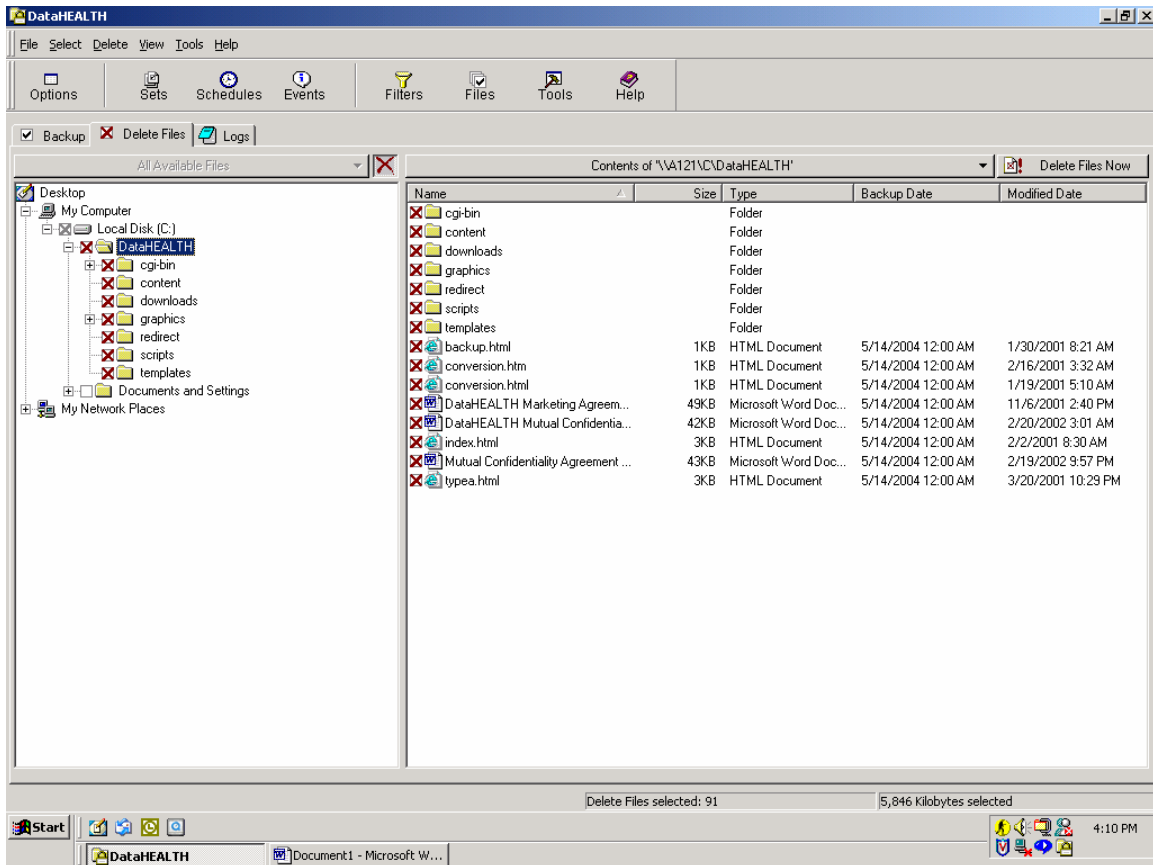 DataHEALTH
File Select Delete View Tools Help
Options Sets Schedules Events Filters Files Tools Help
Backup Delete Files Logs
All Available Files Contents of '\\A121\C\DataHEALTH' Delete Files Now
Desktop
My Computer
Local Disk (C:)
DataHEALTH
cgi-bin
content
downloads
graphics
redirect
scripts
templates
Documents and Settings
My Network Places
Name Size Type Backup Date Modified Date
cgi-bin Folder
content Folder
downloads Folder
graphics Folder
redirect Folder
scripts Folder
templates Folder
backup.html 1KB HTML Document 5/14/2004 12:00 AM 1/30/2001 8:21 AM
conversion.htm 1KB HTML Document 5/14/2004 12:00 AM 2/16/2001 3:32 AM
conversion.html 1KB HTML Document 5/14/2004 12:00 AM 1/19/2001 5:10 AM
DataHEALTH Marketing Agreem... 49KB Microsoft Word Doc... 5/14/2004 12:00 AM 11/6/2001 2:40 PM
DataHEALTH Mutual Confidentia... 42KB Microsoft Word Doc... 5/14/2004 12:00 AM 2/20/2002 3:01 AM
index.html 3KB HTML Document 5/14/2004 12:00 AM 2/2/2001 8:30 AM
Mutual Confidentiality Agreement ... 43KB Microsoft Word Doc... 5/14/2004 12:00 AM 2/19/2002 9:57 PM
typea.html 3KB HTML Document 5/14/2004 12:00 AM 3/20/2001 10:29 PM
Delete Files selected: 91 5,846 Kilobytes selected
Start 4:10 PM
DataHEALTH Document1 - Microsoft W...